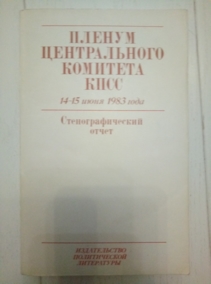 ПЛЕНУМ
ЦЕНТРАЛЬНОГО
КОМИТЕТА
КПСС
14-15 июня 1983 года
Стенографический
отчет
ИЗДАТЕЛЬСТВО
ПОЛИТИЧЕСКОЙ
ЛИТЕРАТУРЫ